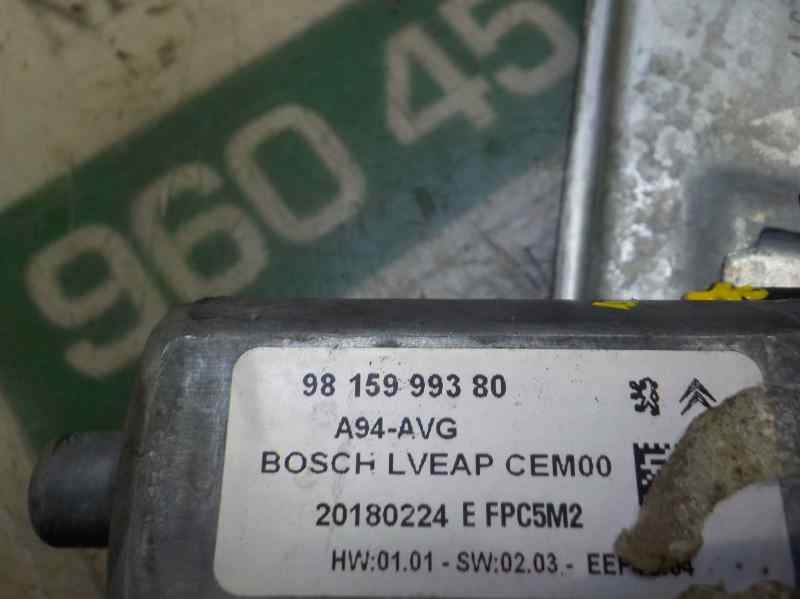 960 45
98 159 993 80
A94-AVG
BOSCH LVEAP CEM00
20180224 E FPC5M2
HW:01.01 - SW:02.03 -